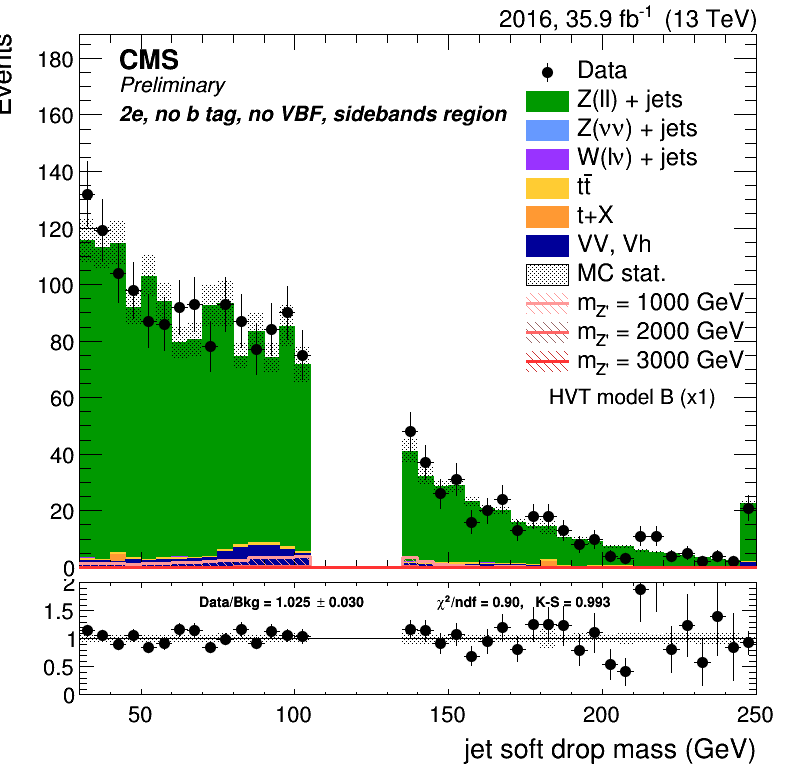 2016, 35.9 fb⁻¹ (13 TeV)
Events
CMS
Preliminary
2e, no b tag, no VBF, sidebands region
Data
Z(ll) + jets
Z(νν) + jets
W(lν) + jets
tt̄
t+X
VV, Vh
MC stat.
m_Z' = 1000 GeV
m_Z' = 2000 GeV
m_Z' = 3000 GeV
HVT model B (x1)
180
160
140
120
100
80
60
40
20
0
2
1.5
1
0.5
0
Data/Bkg = 1.025 ± 0.030
χ²/ndf = 0.90, K-S = 0.993
50 100 150 200 250
jet soft drop mass (GeV)